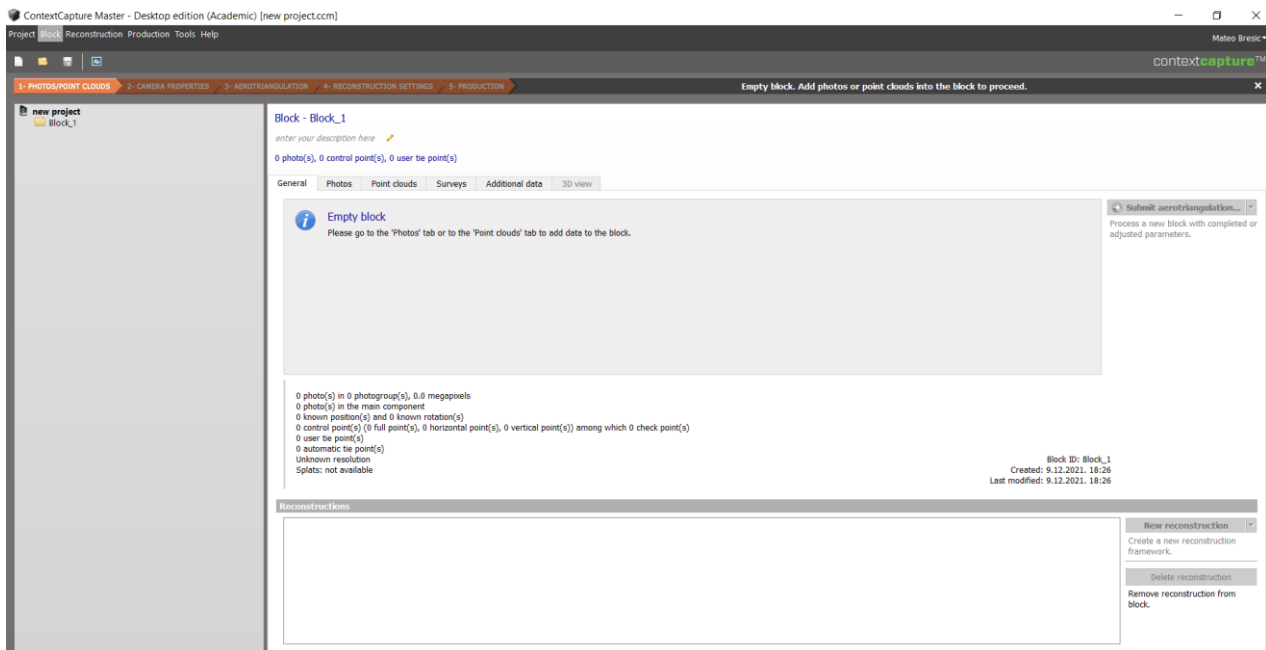 ContextCapture Master - Desktop edition (Academic) [new project.ccm]
Project Block Reconstruction Production Tools Help
Mateo Bresic
contextcapture™
1- PHOTOS/POINT CLOUDS 2- CAMERA PROPERTIES 3- AEROTRIANGULATION 4- RECONSTRUCTION SETTINGS 5- PRODUCTION
Empty block. Add photos or point clouds into the block to proceed.
new project
Block_1
Block - Block_1
enter your description here
0 photo(s), 0 control point(s), 0 user tie point(s)
General Photos Point clouds Surveys Additional data 3D view
Empty block
Please go to the 'Photos' tab or to the 'Point clouds' tab to add data to the block.
Submit aerotriangulation...
Process a new block with completed or
adjusted parameters.
0 photo(s) in 0 photogroup(s), 0.0 megapixels
0 photo(s) in the main component
0 known position(s) and 0 known rotation(s)
0 control point(s) (0 full point(s), 0 horizontal point(s), 0 vertical point(s)) among which 0 check point(s)
0 user tie point(s)
0 automatic tie point(s)
Unknown resolution
Splats: not available
Block ID: Block_1
Created: 9.12.2021. 18:26
Last modified: 9.12.2021. 18:26
Reconstructions
New reconstruction
Create a new reconstruction
framework.
Delete reconstruction
Remove reconstruction from
block.